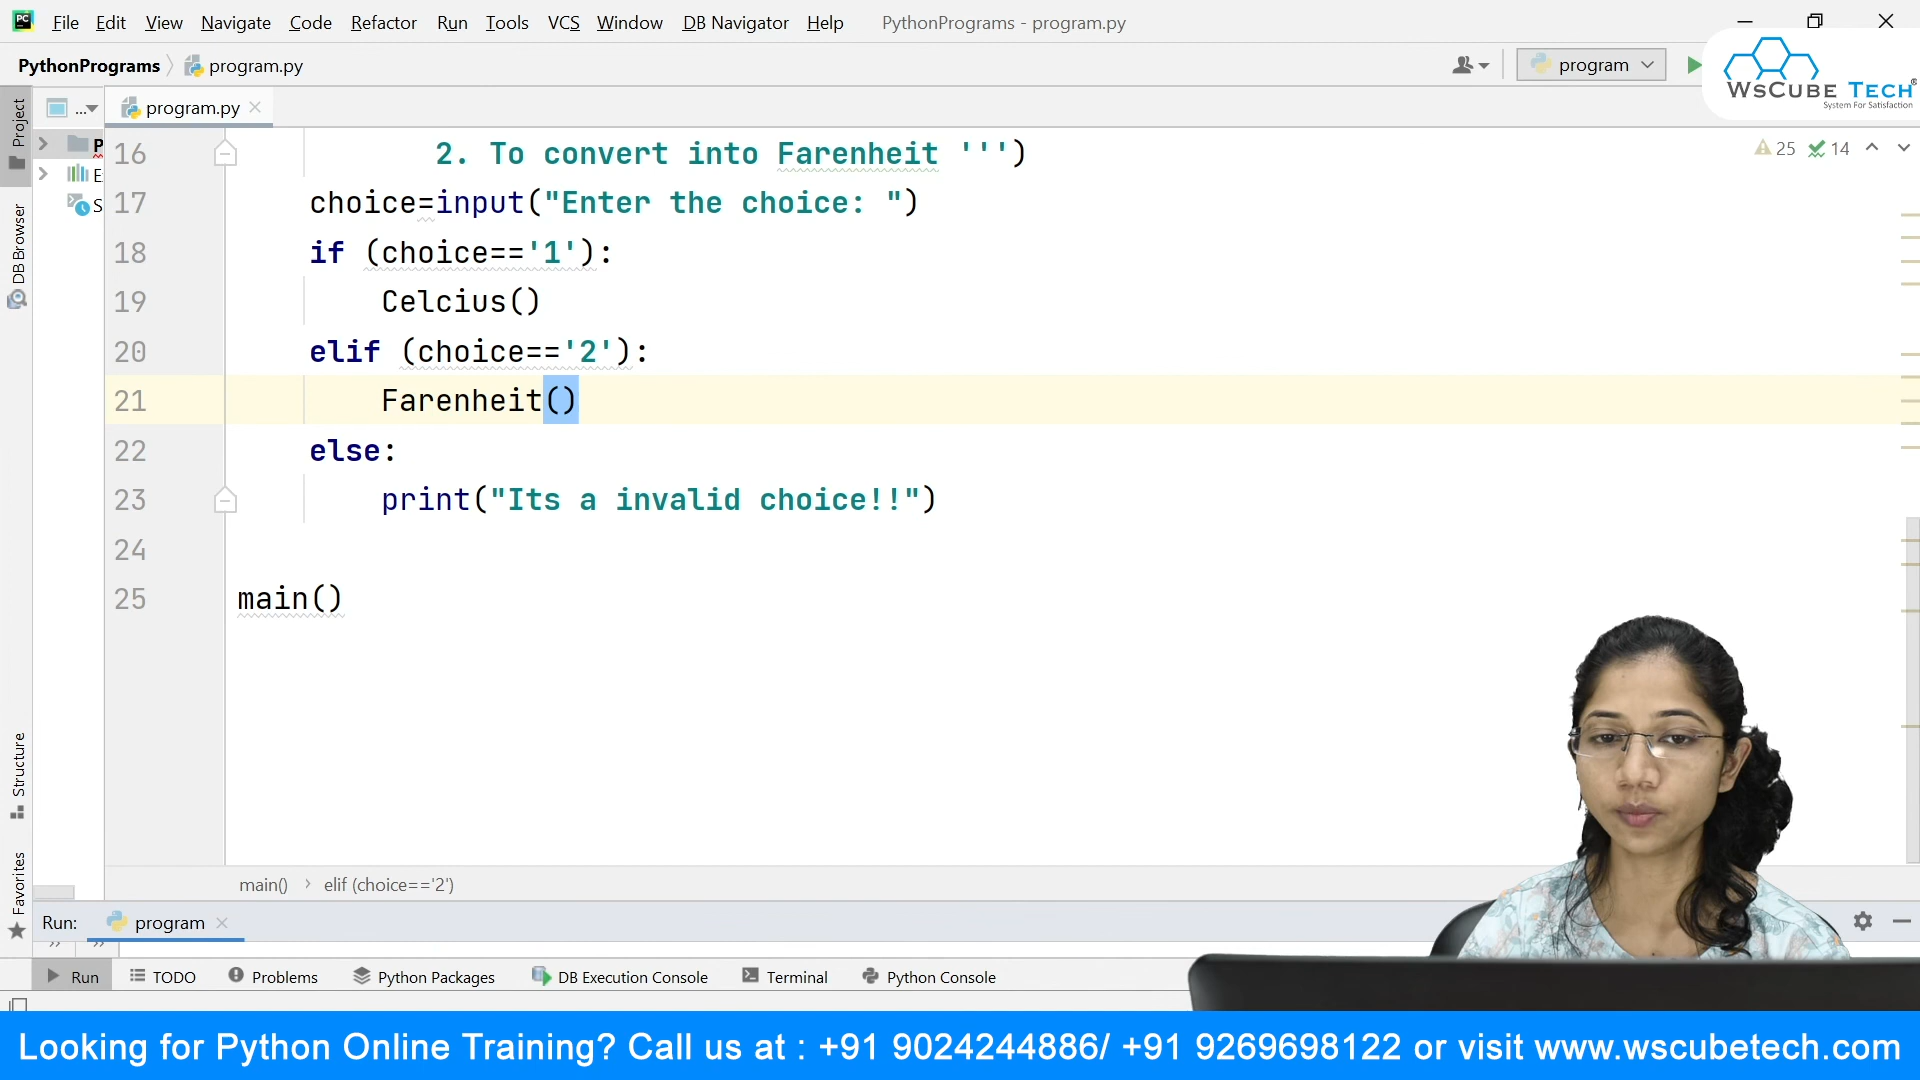 File Edit View Navigate Code Refactor Run Tools VCS Window DB Navigator Help PythonPrograms - program.py
PythonPrograms program.py program
WsCube Tech®
System For Satisfaction
Project ... program.py
P 16 2. To convert into Farenheit ''') 25 14
E 17 choice=input("Enter the choice: ")
S
18 if (choice=='1'):
DB Browser
19 Celcius()
20 elif (choice=='2'):
21 Farenheit()
22 else:
23 print("Its a invalid choice!!")
24
25 main()
Structure
Favorites
main() elif (choice=='2')
Run: program
Run TODO Problems Python Packages DB Execution Console Terminal Python Console
Looking for Python Online Training? Call us at : +91 9024244886/ +91 9269698122 or visit www.wscubetech.com